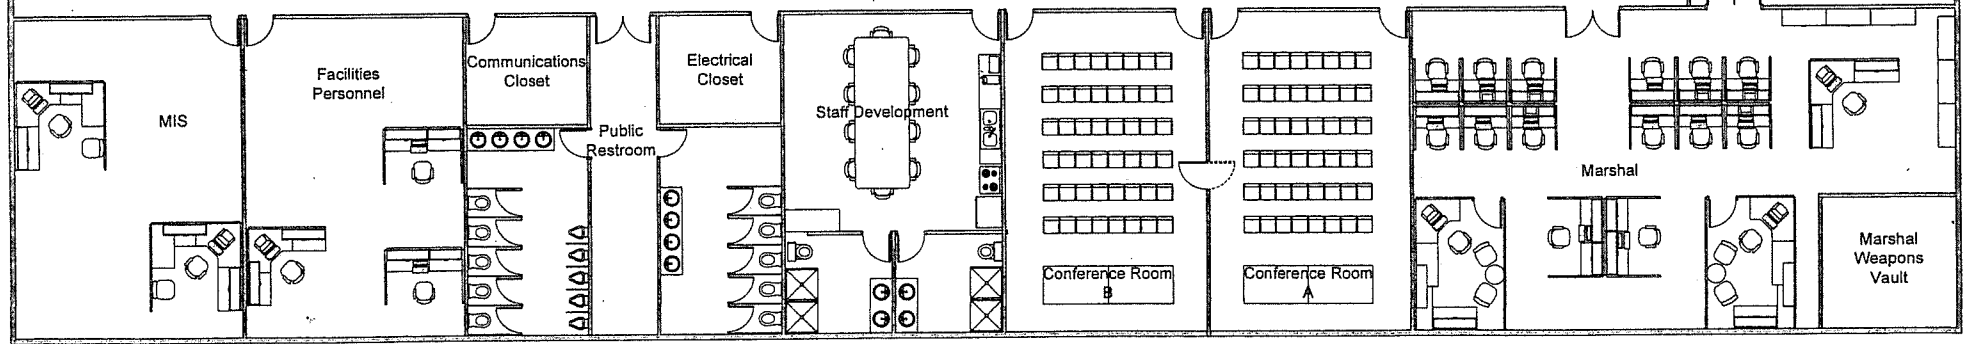 MIS
Facilities
Personnel
Communications
Closet
Public
Restroom
Electrical
Closet
Staff Development
Conference Room
B
Conference Room
A
Marshal
Marshal
Weapons
Vault